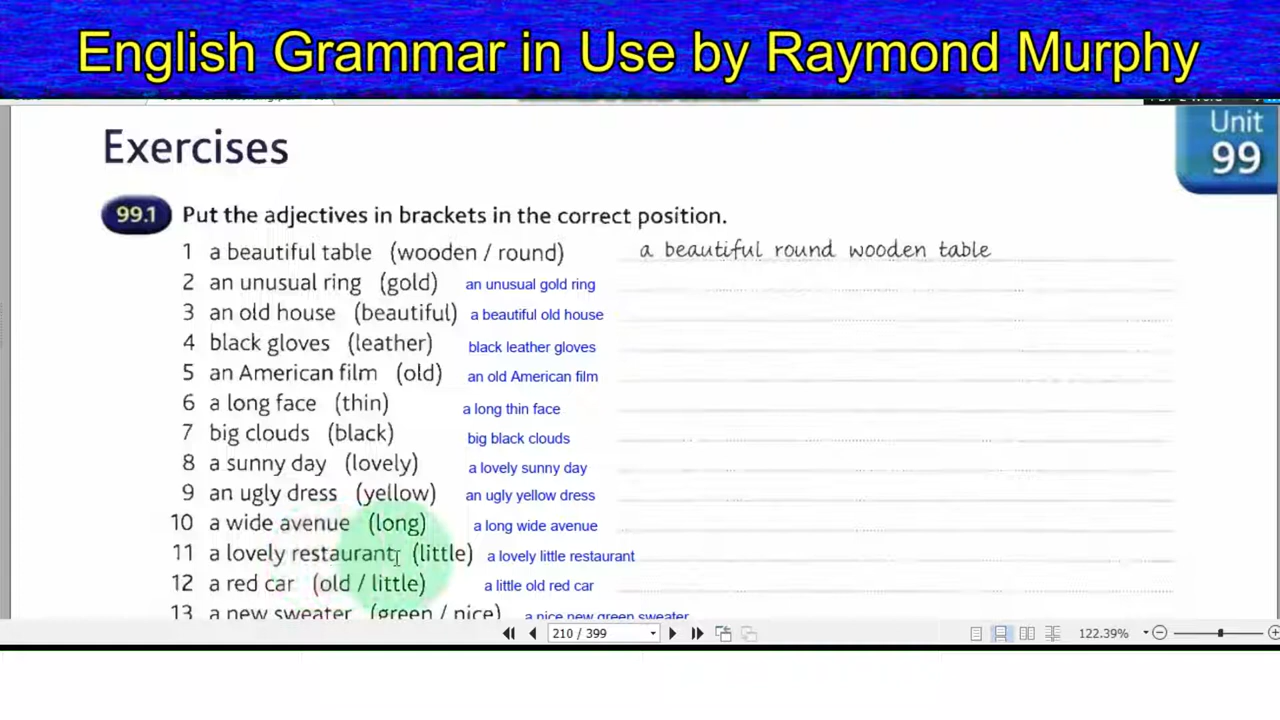 English Grammar in Use by Raymond Murphy
Exercises
Unit
99
99.1 Put the adjectives in brackets in the correct position.
1 a beautiful table (wooden / round) a beautiful round wooden table
2 an unusual ring (gold) an unusual gold ring
3 an old house (beautiful) a beautiful old house
4 black gloves (leather) black leather gloves
5 an American film (old) an old American film
6 a long face (thin) a long thin face
7 big clouds (black) big black clouds
8 a sunny day (lovely) a lovely sunny day
9 an ugly dress (yellow) an ugly yellow dress
10 a wide avenue (long) a long wide avenue
11 a lovely restaurant (little) a lovely little restaurant
12 a red car (old / little) a little old red car
13 a new sweater (green / nice) a nice new green sweater
210 / 399
122.39%